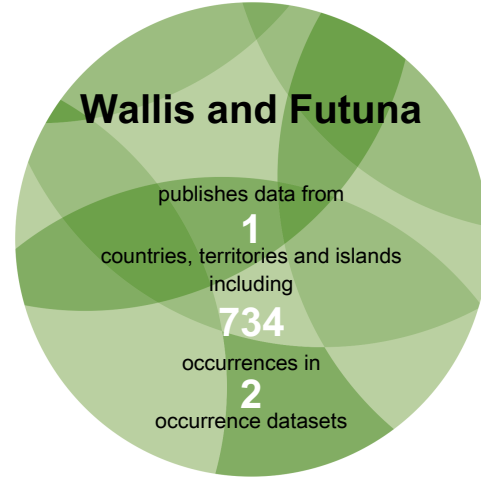 Wallis and Futuna
publishes data from
1
countries, territories and islands
including
734
occurrences in
2
occurrence datasets